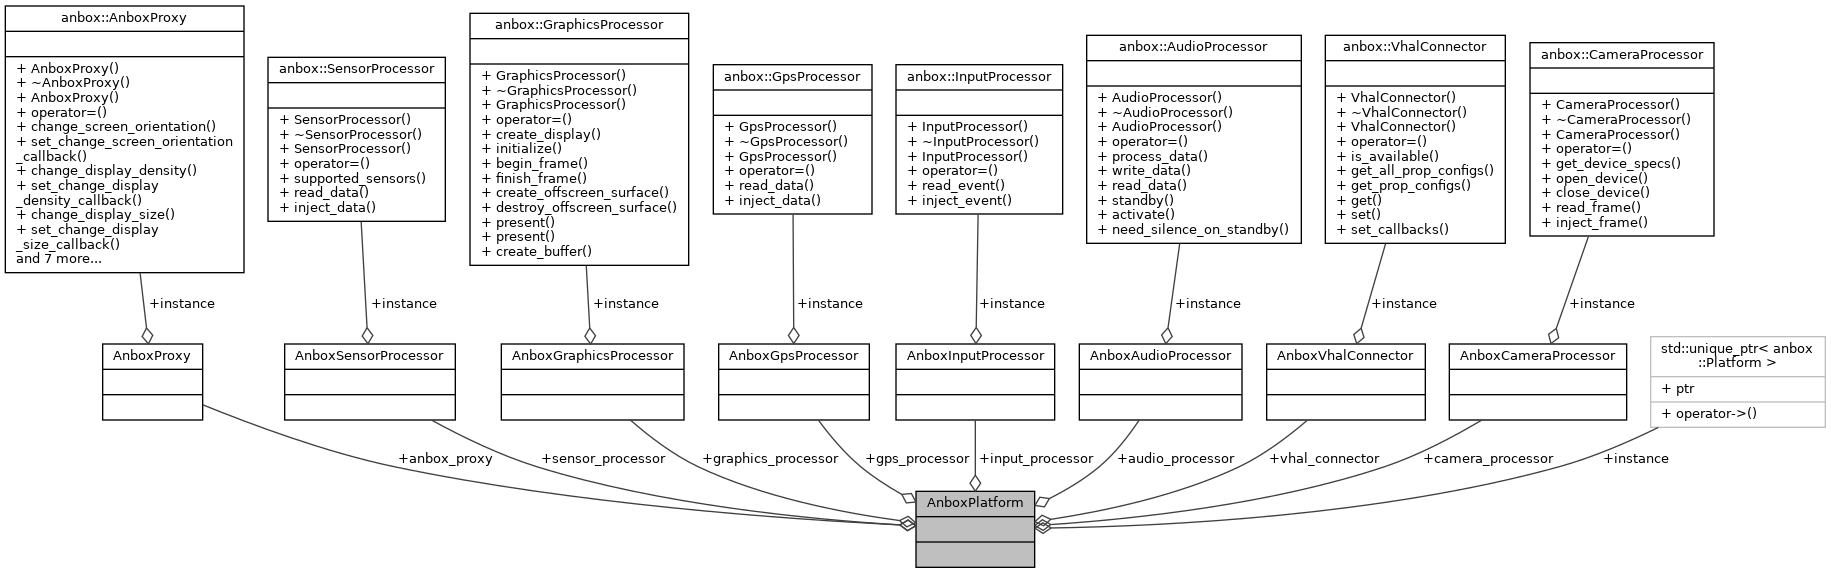 anbox::AnboxProxy
+ AnboxProxy()
+ ~AnboxProxy()
+ AnboxProxy()
+ operator=()
+ change_screen_orientation()
+ set_change_screen_orientation
_callback()
+ change_display_density()
+ set_change_display
_density_callback()
+ change_display_size()
+ set_change_display
_size_callback()
and 7 more...
anbox::SensorProcessor
+ SensorProcessor()
+ ~SensorProcessor()
+ SensorProcessor()
+ operator=()
+ supported_sensors()
+ read_data()
+ inject_data()
anbox::GraphicsProcessor
+ GraphicsProcessor()
+ ~GraphicsProcessor()
+ GraphicsProcessor()
+ operator=()
+ create_display()
+ initialize()
+ begin_frame()
+ finish_frame()
+ create_offscreen_surface()
+ destroy_offscreen_surface()
+ present()
+ present()
+ create_buffer()
anbox::GpsProcessor
+ GpsProcessor()
+ ~GpsProcessor()
+ GpsProcessor()
+ operator=()
+ read_data()
+ inject_data()
anbox::InputProcessor
+ InputProcessor()
+ ~InputProcessor()
+ InputProcessor()
+ operator=()
+ read_event()
+ inject_event()
anbox::AudioProcessor
+ AudioProcessor()
+ ~AudioProcessor()
+ AudioProcessor()
+ operator=()
+ process_data()
+ write_data()
+ read_data()
+ standby()
+ activate()
+ need_silence_on_standby()
anbox::VhalConnector
+ VhalConnector()
+ ~VhalConnector()
+ VhalConnector()
+ operator=()
+ is_available()
+ get_all_prop_configs()
+ get_prop_configs()
+ get()
+ set()
+ set_callbacks()
anbox::CameraProcessor
+ CameraProcessor()
+ ~CameraProcessor()
+ CameraProcessor()
+ operator=()
+ get_device_specs()
+ open_device()
+ close_device()
+ read_frame()
+ inject_frame()
+instance
+instance
+instance
+instance
+instance
+instance
+instance
+instance
AnboxProxy
AnboxSensorProcessor
AnboxGraphicsProcessor
AnboxGpsProcessor
AnboxInputProcessor
AnboxAudioProcessor
AnboxVhalConnector
AnboxCameraProcessor
std::unique_ptr< anbox
::Platform >
+ ptr
+ operator->()
+anbox_proxy
+sensor_processor
+graphics_processor
+gps_processor
+input_processor
+audio_processor
+vhal_connector
+camera_processor
+instance
AnboxPlatform